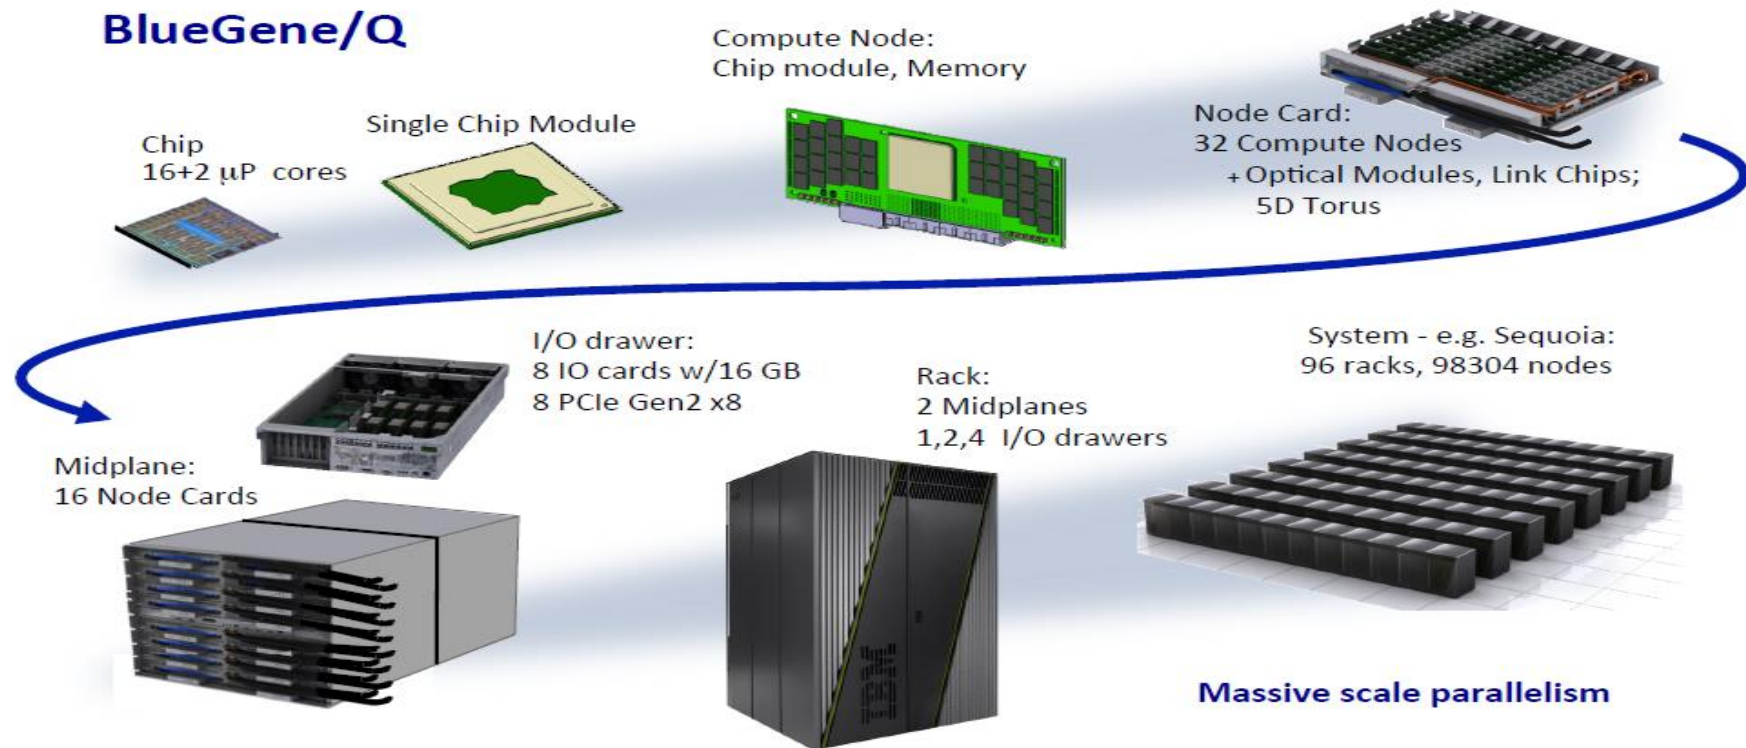 BlueGene/Q
Chip
16+2 μP cores
Single Chip Module
Compute Node:
Chip module, Memory
Node Card:
32 Compute Nodes
+ Optical Modules, Link Chips;
5D Torus
Midplane:
16 Node Cards
I/O drawer:
8 IO cards w/16 GB
8 PCIe Gen2 x8
Rack:
2 Midplanes
1,2,4 I/O drawers
IBM
System - e.g. Sequoia:
96 racks, 98304 nodes
Massive scale parallelism